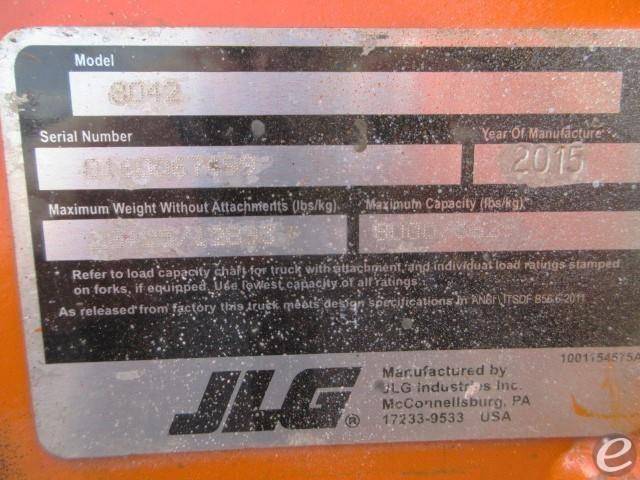 Model
8042
Serial Number
Year Of Manufacture
2015
Maximum Weight Without Attachments (lbs/kg)
Maximum Capacity (lbs/kg)
Refer to load capacity chart for truck with attachment, and individual load ratings stamped
on forks, if equipped. Use lowest capacity of all ratings.
As released from factory this truck meets design specifications in ANSI \ ITSDF B56.6-2011
1001154575A
JLG®
Manufactured by
JLG Industries Inc.
McConnellsburg, PA
17233-9533 USA
e